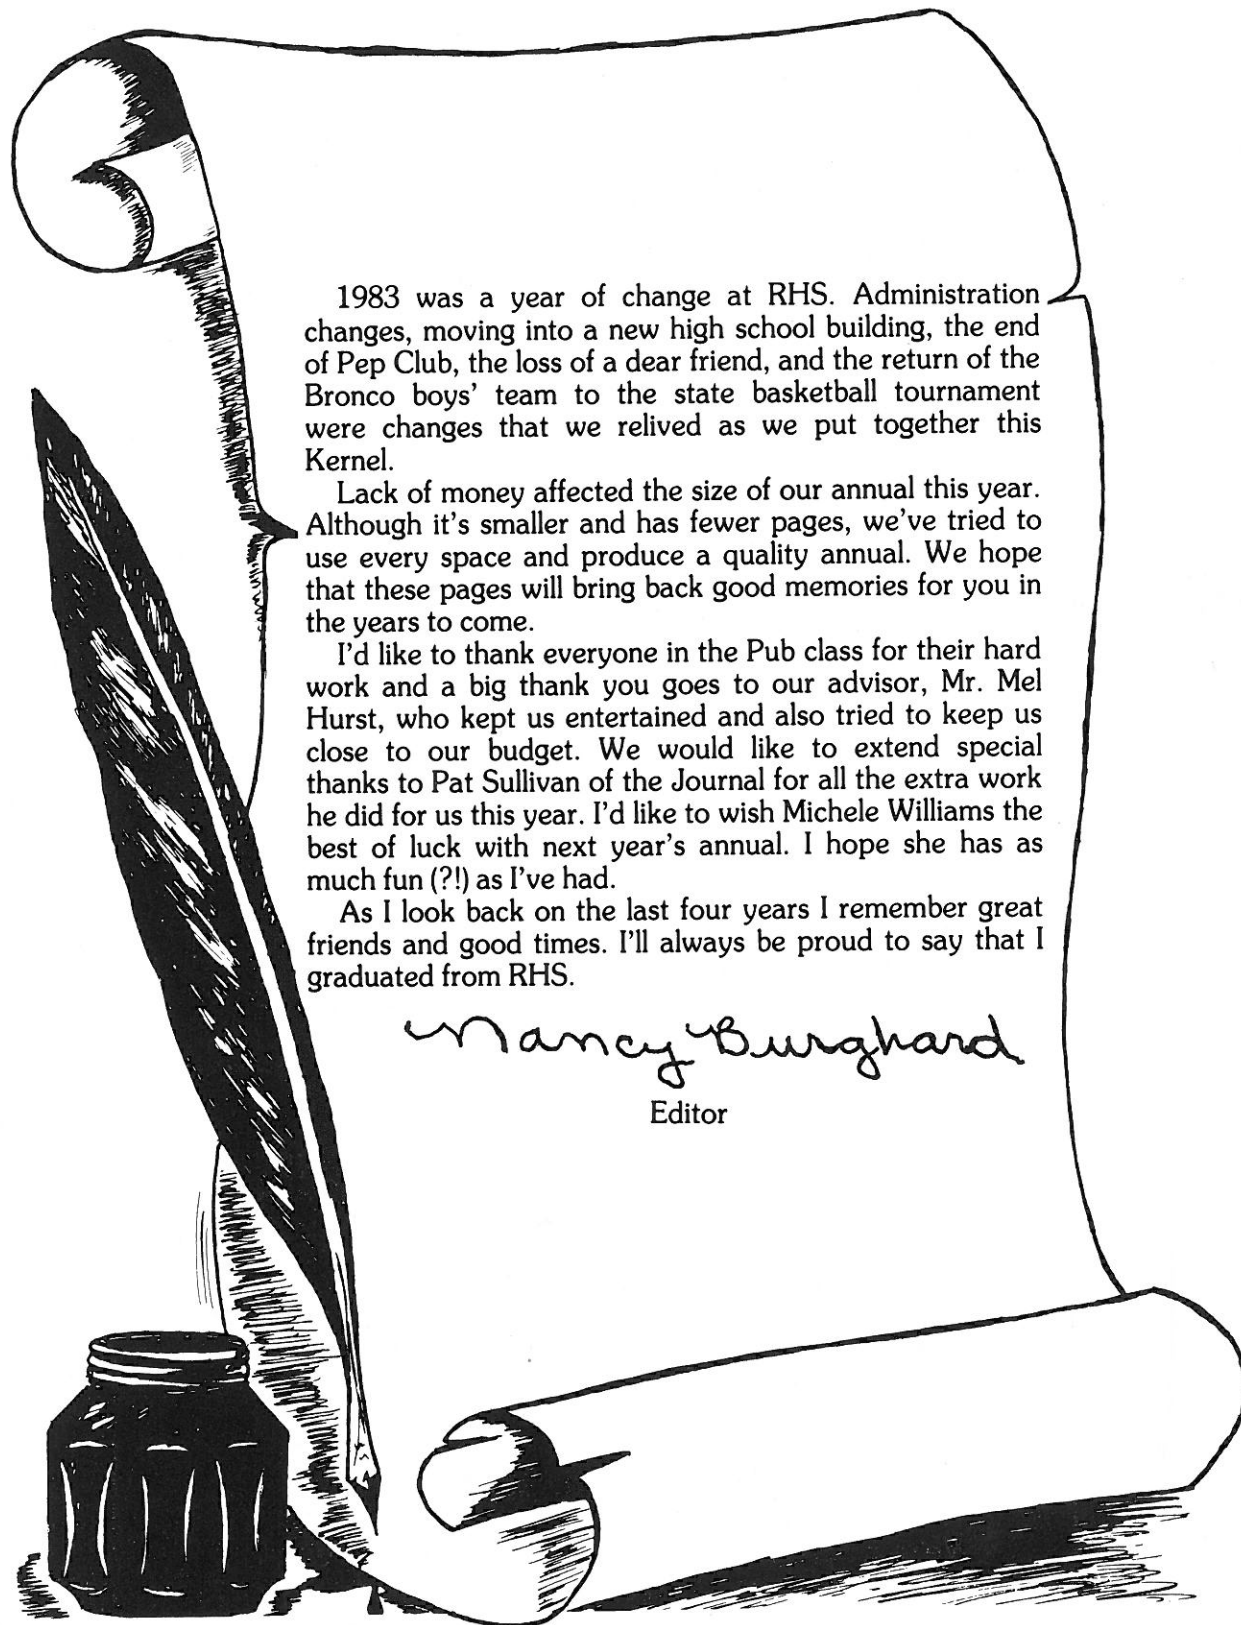 1983 was a year of change at RHS. Administration
changes, moving into a new high school building, the end
of Pep Club, the loss of a dear friend, and the return of the
Bronco boys' team to the state basketball tournament
were changes that we relived as we put together this
Kernel.
Lack of money affected the size of our annual this year.
Although it's smaller and has fewer pages, we've tried to
use every space and produce a quality annual. We hope
that these pages will bring back good memories for you in
the years to come.
I'd like to thank everyone in the Pub class for their hard
work and a big thank you goes to our advisor, Mr. Mel
Hurst, who kept us entertained and also tried to keep us
close to our budget. We would like to extend special
thanks to Pat Sullivan of the Journal for all the extra work
he did for us this year. I'd like to wish Michele Williams the
best of luck with next year's annual. I hope she has as
much fun (?!) as I've had.
As I look back on the last four years I remember great
friends and good times. I'll always be proud to say that I
graduated from RHS.
Nancy Burghard
Editor